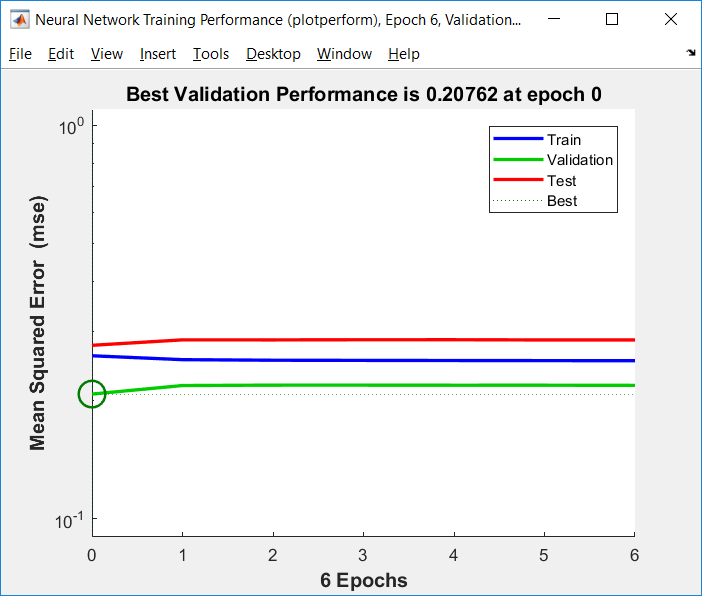 Neural Network Training Performance (plotperform), Epoch 6, Validation...
File Edit View Insert Tools Desktop Window Help
Best Validation Performance is 0.20762 at epoch 0
10^0
Train
Validation
Test
Best
Mean Squared Error (mse)
10^-1
0 1 2 3 4 5 6
6 Epochs